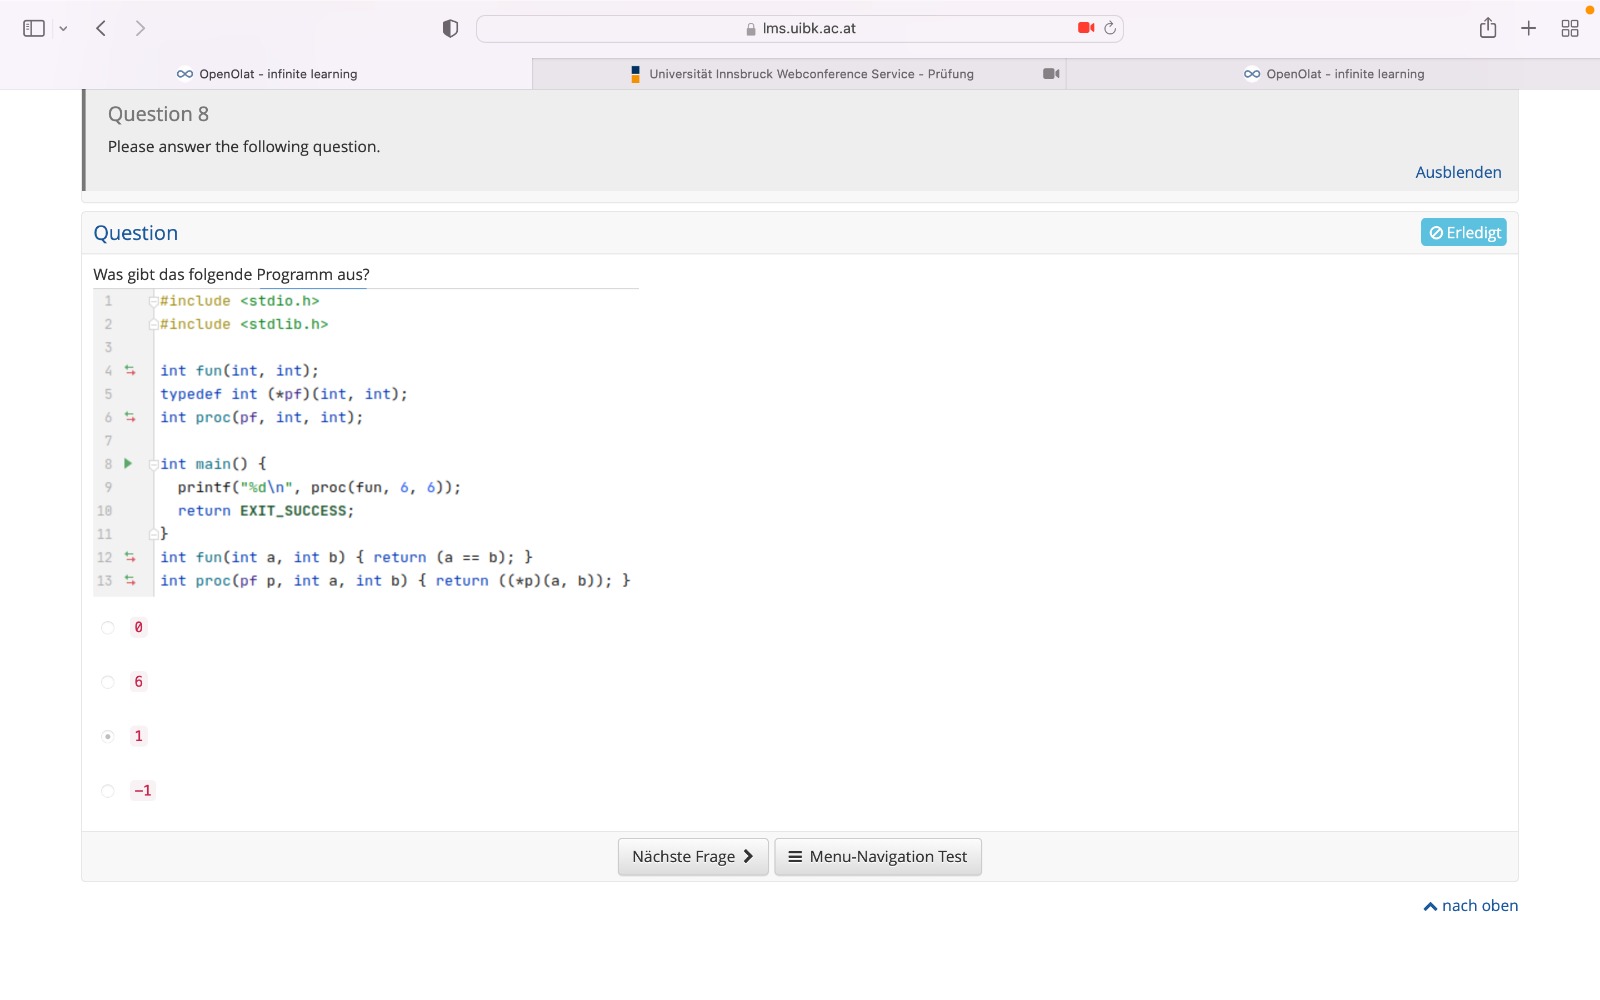 lms.uibk.ac.at
OpenOlat - infinite learning
Universität Innsbruck Webconference Service - Prüfung
OpenOlat - infinite learning
Question 8
Please answer the following question.
Ausblenden
Question
Erledigt
Was gibt das folgende Programm aus?
1 #include <stdio.h>
2 #include <stdlib.h>
3
4 int fun(int, int);
5 typedef int (*pf)(int, int);
6 int proc(pf, int, int);
7
8 int main() {
9 printf("%d\n", proc(fun, 6, 6));
10 return EXIT_SUCCESS;
11 }
12 int fun(int a, int b) { return (a == b); }
13 int proc(pf p, int a, int b) { return ((*p)(a, b)); }
0
6
1
-1
Nächste Frage
Menu-Navigation Test
nach oben